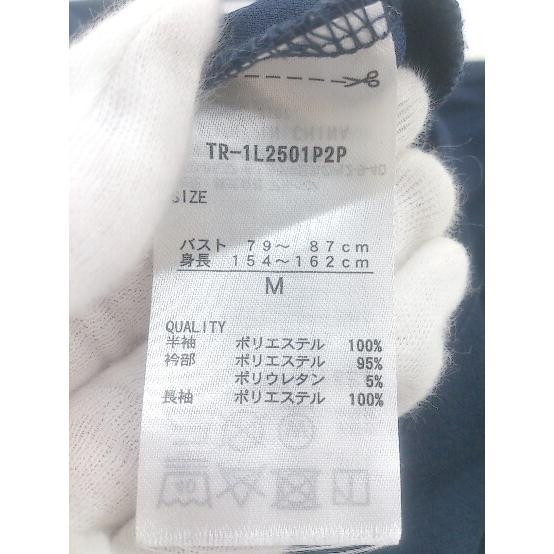 TR-1L2501P2P
SIZE
バスト 79～ 87cm
身長 154～162cm
M
QUALITY
半袖 ポリエステル 100%
衿部 ポリエステル 95%
ポリウレタン 5%
長袖 ポリエステル 100%